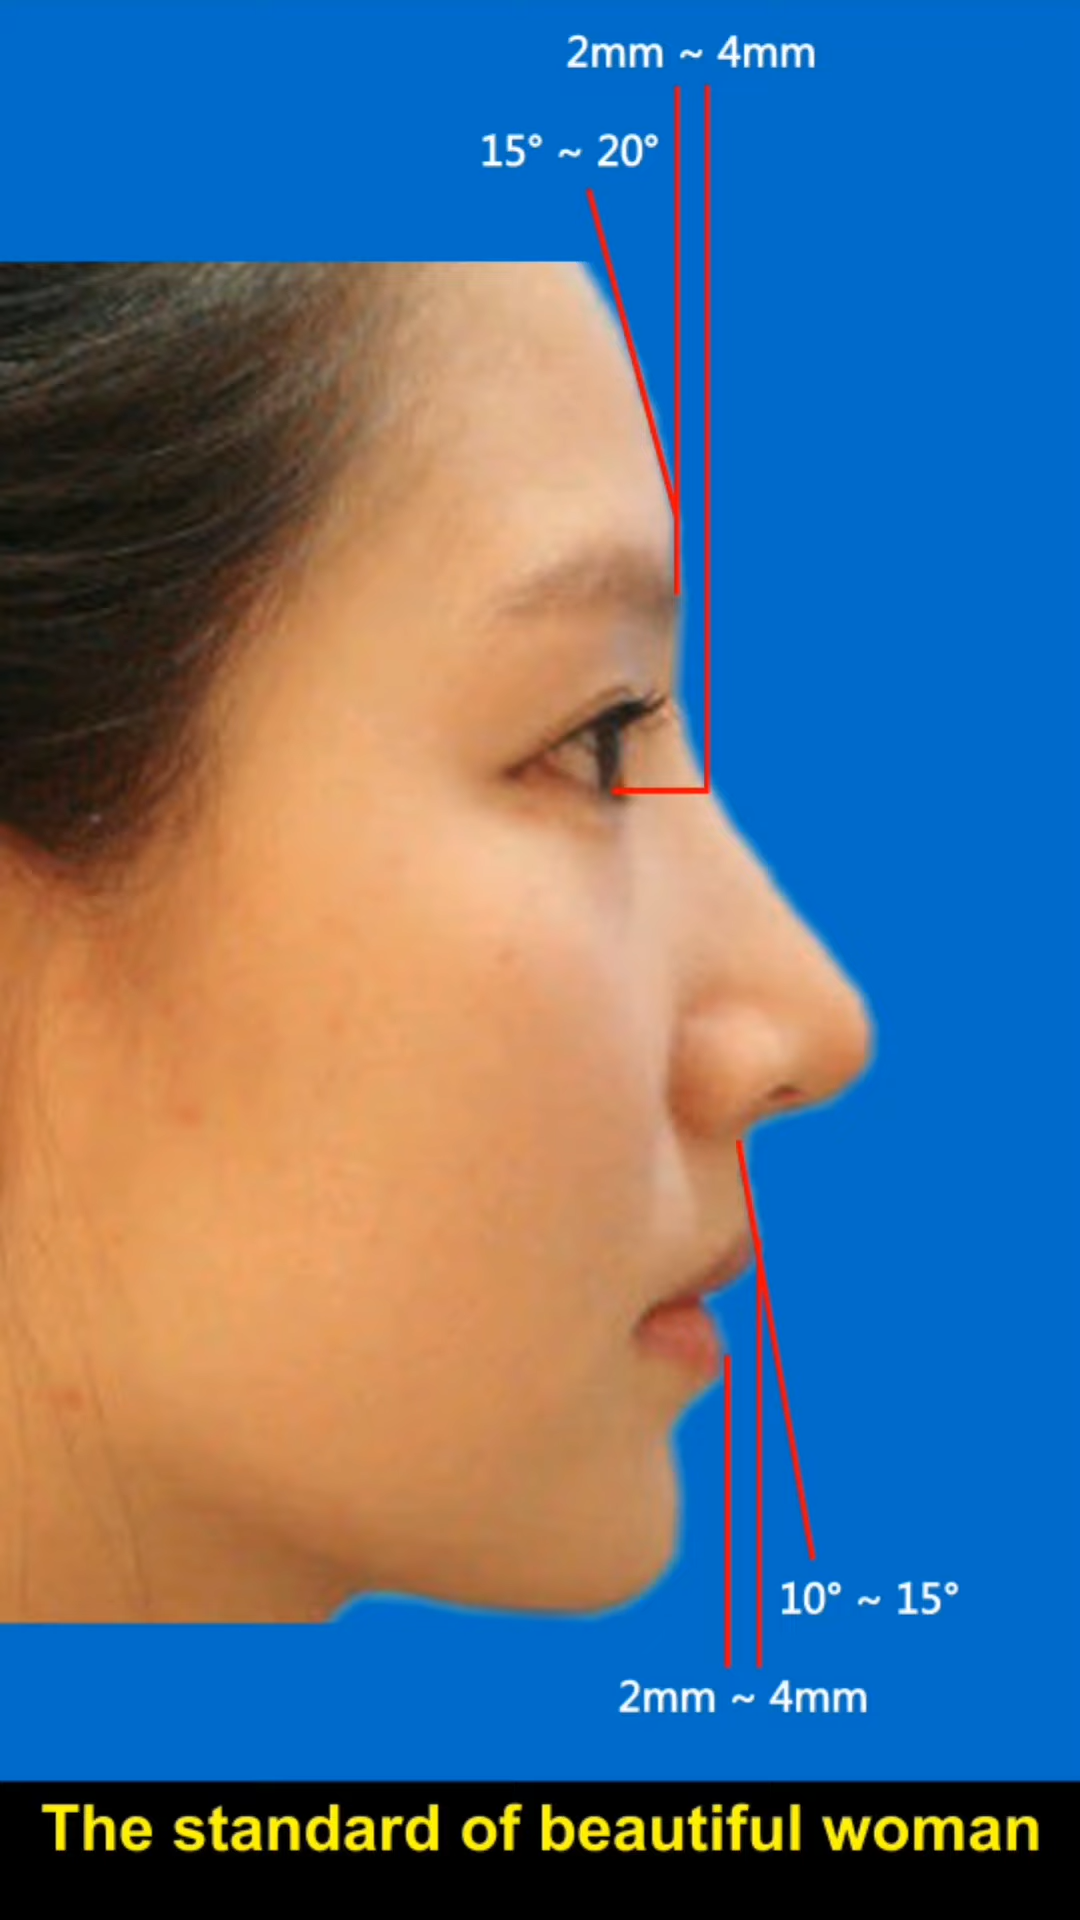 2mm ~ 4mm
15° ~ 20°
10° ~ 15°
2mm ~ 4mm
The standard of beautiful woman